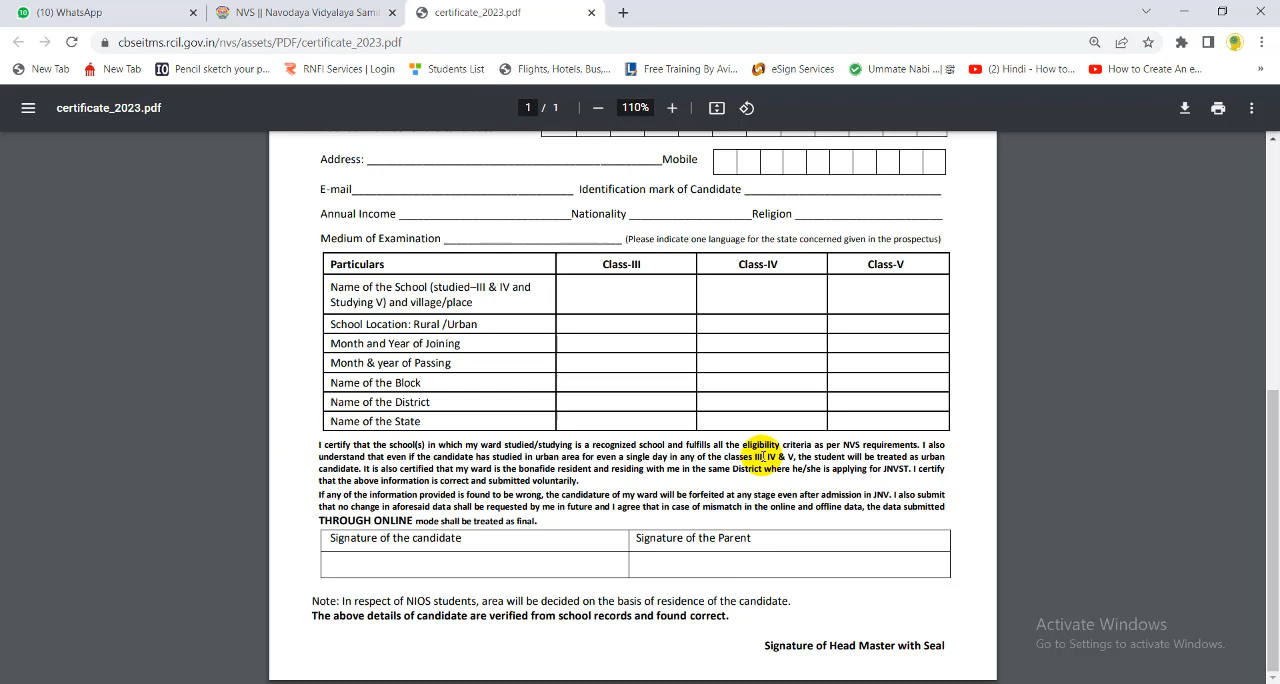 (10) WhatsApp
NVS || Navodaya Vidyalaya Sami
certificate_2023.pdf
cbseitms.rcil.gov.in/nvs/assets/PDF/certificate_2023.pdf
New Tab New Tab Pencil sketch your p... RNFI Services | Login Students List Flights, Hotels, Bus,... Free Training By Avi... eSign Services Ummate Nabi ...| (2) Hindi - How to... How to Create An e... »
certificate_2023.pdf 1 / 1 110%
Address: Mobile
E-mail Identification mark of Candidate
Annual Income Nationality Religion
Medium of Examination (Please indicate one language for the state concerned given in the prospectus)
Particulars Class-III Class-IV Class-V
Name of the School (studied–III & IV and
Studying V) and village/place
School Location: Rural /Urban
Month and Year of Joining
Month & year of Passing
Name of the Block
Name of the District
Name of the State
I certify that the school(s) in which my ward studied/studying is a recognized school and fulfills all the eligibility criteria as per NVS requirements. I also
understand that even if the candidate has studied in urban area for even a single day in any of the classes III, IV & V, the student will be treated as urban
candidate. It is also certified that my ward is the bonafide resident and residing with me in the same District where he/she is applying for JNVST. I certify
that the above information is correct and submitted voluntarily.
If any of the information provided is found to be wrong, the candidature of my ward will be forfeited at any stage even after admission in JNV. I also submit
that no change in aforesaid data shall be requested by me in future and I agree that in case of mismatch in the online and offline data, the data submitted
THROUGH ONLINE mode shall be treated as final.
Signature of the candidate Signature of the Parent
Note: In respect of NIOS students, area will be decided on the basis of residence of the candidate.
The above details of candidate are verified from school records and found correct.
Signature of Head Master with Seal
Activate Windows
Go to Settings to activate Windows.